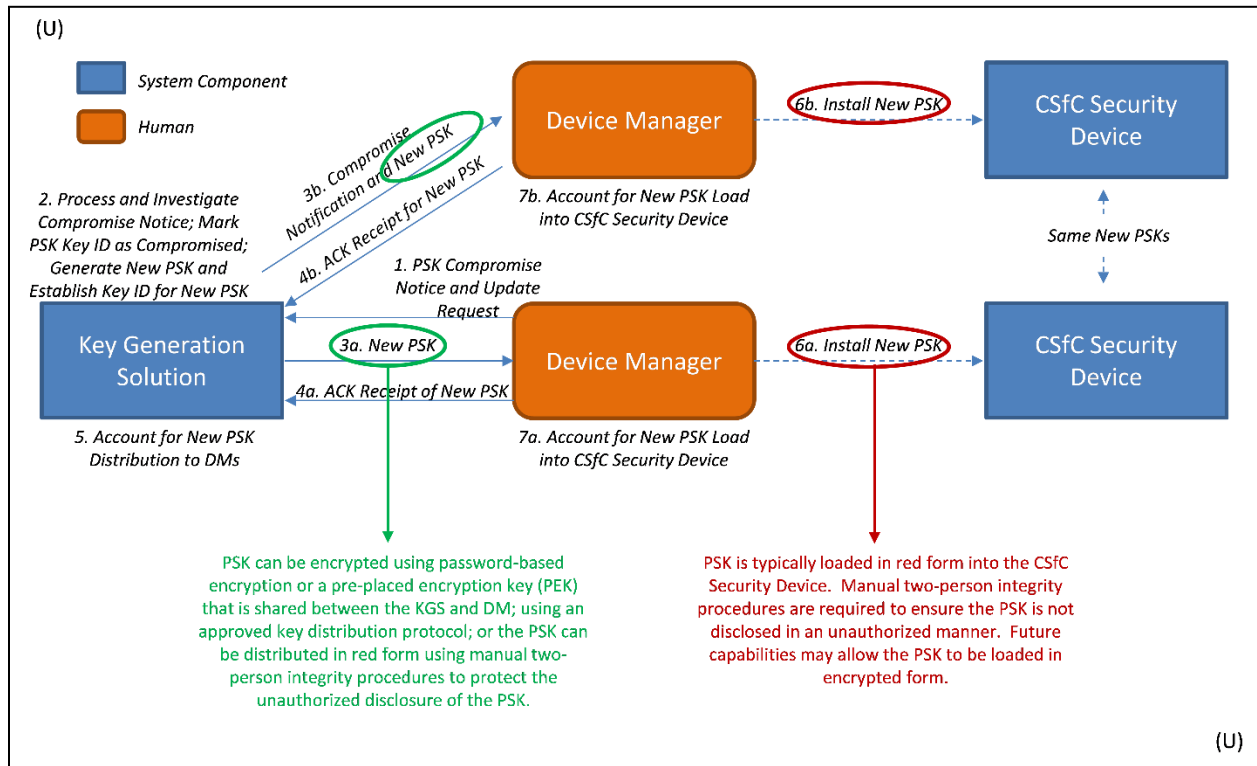 (U)
System Component
Human
Device Manager
6b. Install New PSK
CSfC Security
Device
3b. Compromise
Notification and New PSK
4b. ACK Receipt for New PSK
7b. Account for New PSK Load
into CSfC Security Device
2. Process and Investigate
Compromise Notice; Mark
PSK Key ID as Compromised;
Generate New PSK and
Establish Key ID for New PSK
1. PSK Compromise
Notice and Update
Request
Same New PSKs
Key Generation
Solution
3a. New PSK
4a. ACK Receipt of New PSK
Device Manager
6a. Install New PSK
CSfC Security
Device
5. Account for New PSK
Distribution to DMs
7a. Account for New PSK Load
into CSfC Security Device
PSK can be encrypted using password-based
encryption or a pre-placed encryption key (PEK)
that is shared between the KGS and DM; using an
approved key distribution protocol; or the PSK can
be distributed in red form using manual two-
person integrity procedures to protect the
unauthorized disclosure of the PSK.
PSK is typically loaded in red form into the CSfC
Security Device.  Manual two-person integrity
procedures are required to ensure the PSK is not
disclosed in an unauthorized manner.  Future
capabilities may allow the PSK to be loaded in
encrypted form.
(U)